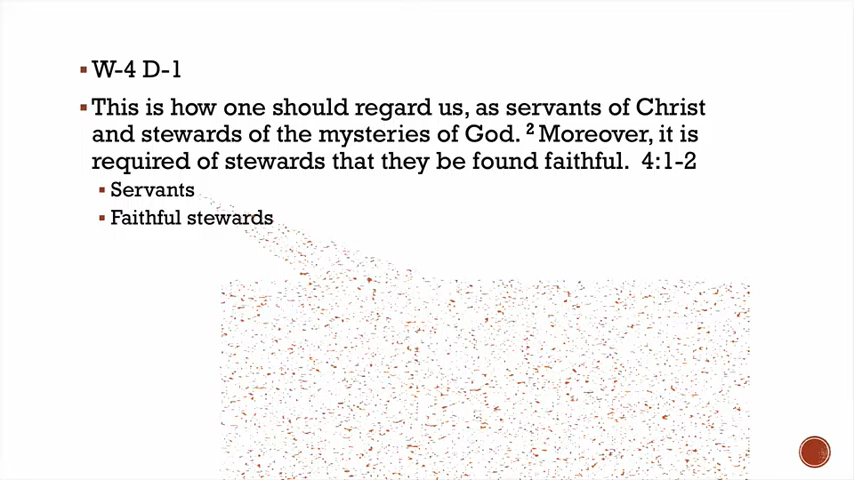 W-4 D-1
This is how one should regard us, as servants of Christ
and stewards of the mysteries of God. ² Moreover, it is
required of stewards that they be found faithful. 4:1-2
Servants
Faithful stewards